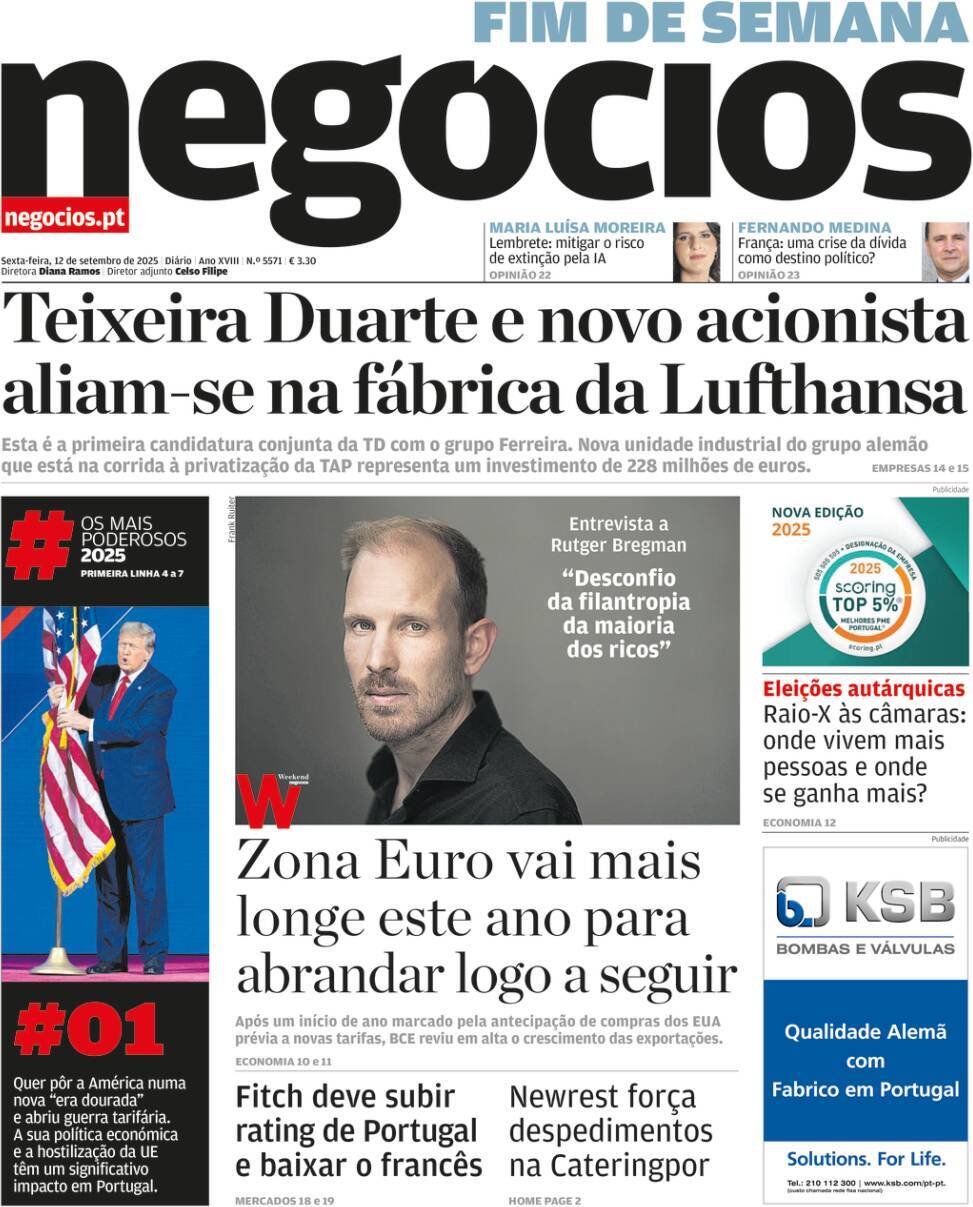 FIM DE SEMANA
negócios
negocios.pt
Sexta-feira, 12 de setembro de 2025 | Diário | Ano XVIII | N.º 5571 | € 3.30
Diretora Diana Ramos | Diretor adjunto Celso Filipe
MARIA LUÍSA MOREIRA
Lembrete: mitigar o risco
de extinção pela IA
OPINIÃO 22
FERNANDO MEDINA
França: uma crise da dívida
como destino político?
OPINIÃO 23
Teixeira Duarte e novo acionista
aliam-se na fábrica da Lufthansa
Esta é a primeira candidatura conjunta da TD com o grupo Ferreira. Nova unidade industrial do grupo alemão
que está na corrida à privatização da TAP representa um investimento de 228 milhões de euros.
EMPRESAS 14 e 15
# OS MAIS
PODEROSOS
2025
PRIMEIRA LINHA 4 a 7
#01
Quer pôr a América numa
nova “era dourada”
e abriu guerra tarifária.
A sua política económica
e a hostilização da UE
têm um significativo
impacto em Portugal.
Frank Ruiter
Entrevista a
Rutger Bregman
“Desconfio
da filantropia
da maioria
dos ricos”
W
Weekend
negócios
Zona Euro vai mais
longe este ano para
abrandar logo a seguir
Após um início de ano marcado pela antecipação de compras dos EUA
prévia a novas tarifas, BCE reviu em alta o crescimento das exportações.
ECONOMIA 10 e 11
Fitch deve subir
rating de Portugal
e baixar o francês
MERCADOS 18 e 19
Newrest força
despedimentos
na Cateringpor
HOME PAGE 2
Publicidade
NOVA EDIÇÃO
2025
SOS SOS SOS • DESIGNAÇÃO DA EMPRESA
2025
scoring
TOP 5%®
MELHORES PME
PORTUGAL®
scoring.pt
Eleições autárquicas
Raio-X às câmaras:
onde vivem mais
pessoas e onde
se ganha mais?
ECONOMIA 12
Publicidade
KSB
BOMBAS E VÁLVULAS
Qualidade Alemã
com
Fabrico em Portugal
Solutions. For Life.
Tel.: 210 112 300 | www.ksb.com/pt-pt.
(custo chamada rede fixa nacional)